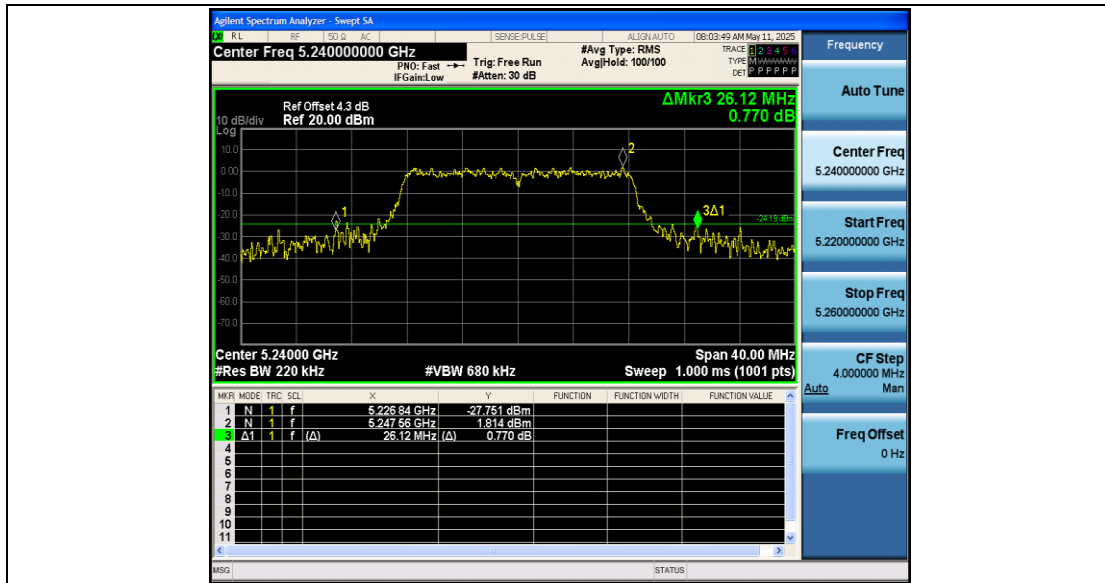 Agilent Spectrum Analyzer - Swept SA
RL RF 50 Ω AC SENSE:PULSE ALIGNAUTO 08:03:49 AM May 11, 2025
Center Freq 5.240000000 GHz
#Avg Type: RMS
TRACE 1 2 3 4 5 6
PNO: Fast Trig: Free Run Avg|Hold: 100/100
TYPE MWWWWW
IFGain:Low #Atten: 30 dB
DET P P P P P P
ΔMkr3 26.12 MHz
0.770 dB
Ref Offset 4.3 dB
10 dB/div Ref 20.00 dBm
Log
10.0
0.00
-10.0
-20.0
-30.0
-40.0
-50.0
-60.0
-70.0
1
2
3Δ1
-24.19 dBm
Center 5.24000 GHz Span 40.00 MHz
#Res BW 220 kHz #VBW 680 kHz Sweep 1.000 ms (1001 pts)
MKR MODE TRC SCL X Y FUNCTION FUNCTION WIDTH FUNCTION VALUE
1 N 1 f 5.226 84 GHz -27.751 dBm
2 N 1 f 5.247 56 GHz 1.814 dBm
3 Δ1 1 f (Δ) 26.12 MHz (Δ) 0.770 dB
4
5
6
7
8
9
10
11
MSG STATUS
Frequency
Auto Tune
Center Freq
5.240000000 GHz
Start Freq
5.220000000 GHz
Stop Freq
5.260000000 GHz
CF Step
4.000000 MHz
Auto Man
Freq Offset
0 Hz